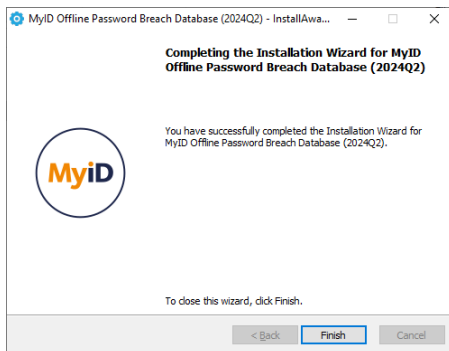 MyID Offline Password Breach Database (2024Q2) - InstallAwa...
Completing the Installation Wizard for MyID
Offline Password Breach Database (2024Q2)
You have successfully completed the Installation Wizard for
MyID Offline Password Breach Database (2024Q2).
MyiD
To close this wizard, click Finish.
< Back
Finish
Cancel